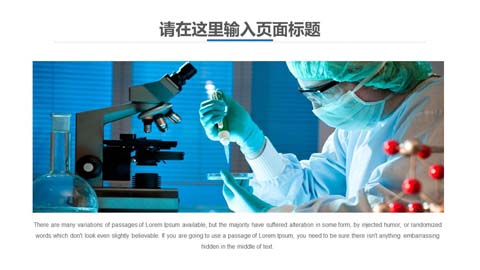 请在这里输入页面标题
There are many variations of passages of Lorem Ipsum available, but the majority have suffered alteration in some form, by injected humor, or randomized
words which don't look even slightly believable. If you are going to use a passage of Lorem Ipsum, you need to be sure there isn't anything embarrassing
hidden in the middle of text.